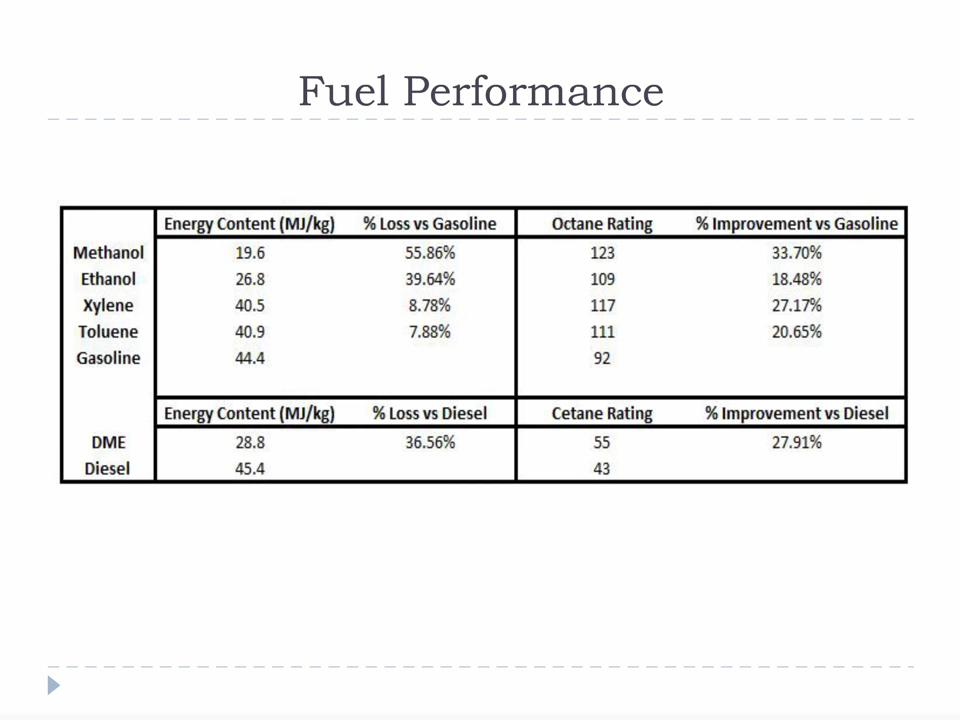 Fuel Performance
Energy Content (MJ/kg) % Loss vs Gasoline Octane Rating % Improvement vs Gasoline
Methanol 19.6 55.86% 123 33.70%
Ethanol 26.8 39.64% 109 18.48%
Xylene 40.5 8.78% 117 27.17%
Toluene 40.9 7.88% 111 20.65%
Gasoline 44.4 92
Energy Content (MJ/kg) % Loss vs Diesel Cetane Rating % Improvement vs Diesel
DME 28.8 36.56% 55 27.91%
Diesel 45.4 43